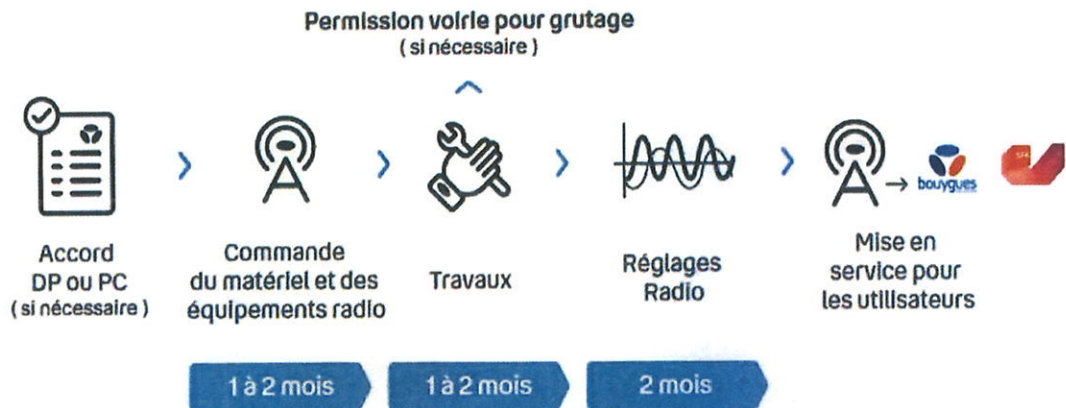 Permission voirie pour grutage
( si nécessaire )
Accord
DP ou PC
( si nécessaire )
Commande
du matériel et des
équipements radio
Travaux
Réglages
Radio
bouygues
SFR
Mise en
service pour
les utilisateurs
1 à 2 mois
1 à 2 mois
2 mois